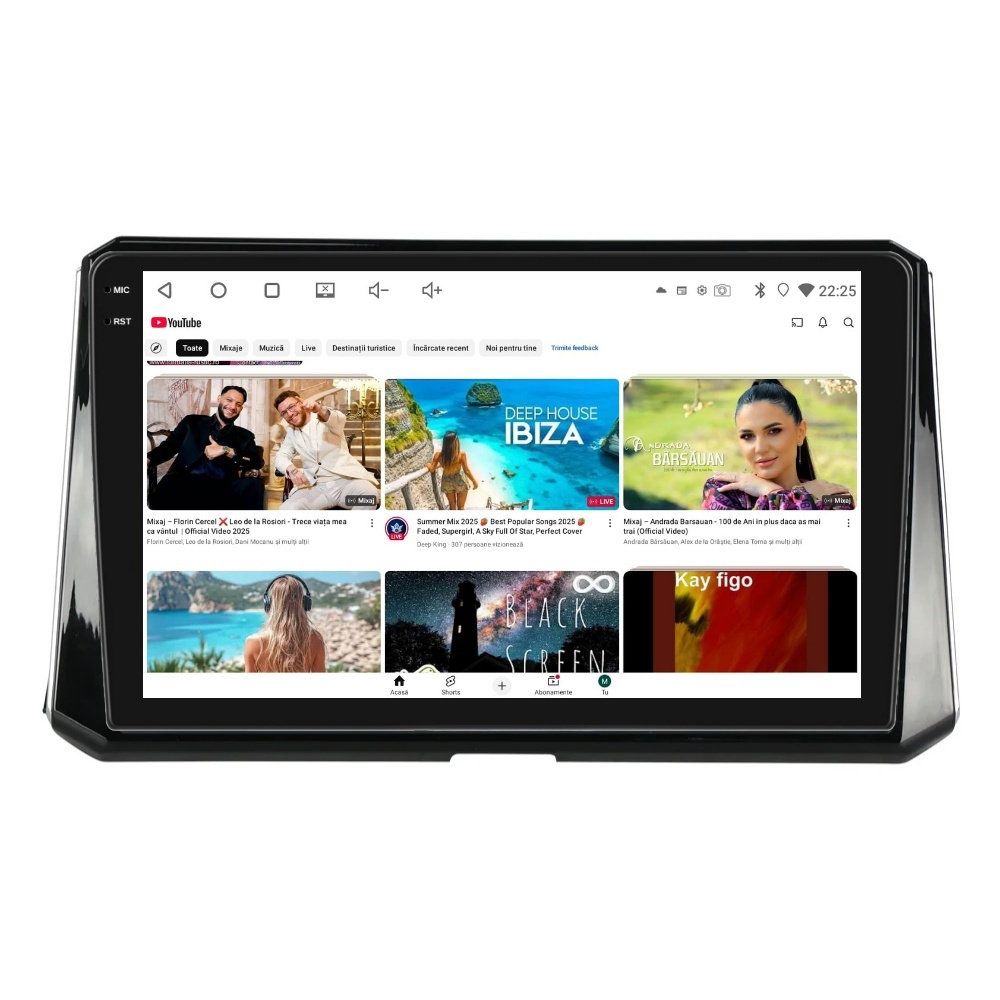 MIC
22:25
RST
YouTube
Toate
Mixaje
Muzică
Live
Destinații turistice
Încărcate recent
Noi pentru tine
Trimite feedback
DEEP HOUSE
IBIZA
ANDRADA
BÂRSĂUAN
Mixaj
LIVE
Mixaj
Mixaj – Florin Cercel ❌ Leo de la Rosiori - Trece viața mea
ca vântul | Official Video 2025
Florin Cercel, Leo de la Rosiori, Dani Mocanu și mulți alții
LIVE
Summer Mix 2025 🍓 Best Popular Songs 2025 🍓
Faded, Supergirl, A Sky Full Of Star, Perfect Cover
Deep King · 307 persoane vizionează
Mixaj – Andrada Barsauan - 100 de Ani in plus daca as mai
trai (Official Video)
Andrada Bârsăuan, Alex de la Orăștie, Elena Toma și mulți alții
BLACK
SCREEN
Kay figo
Acasă
Shorts
Abonamente
M
Tu